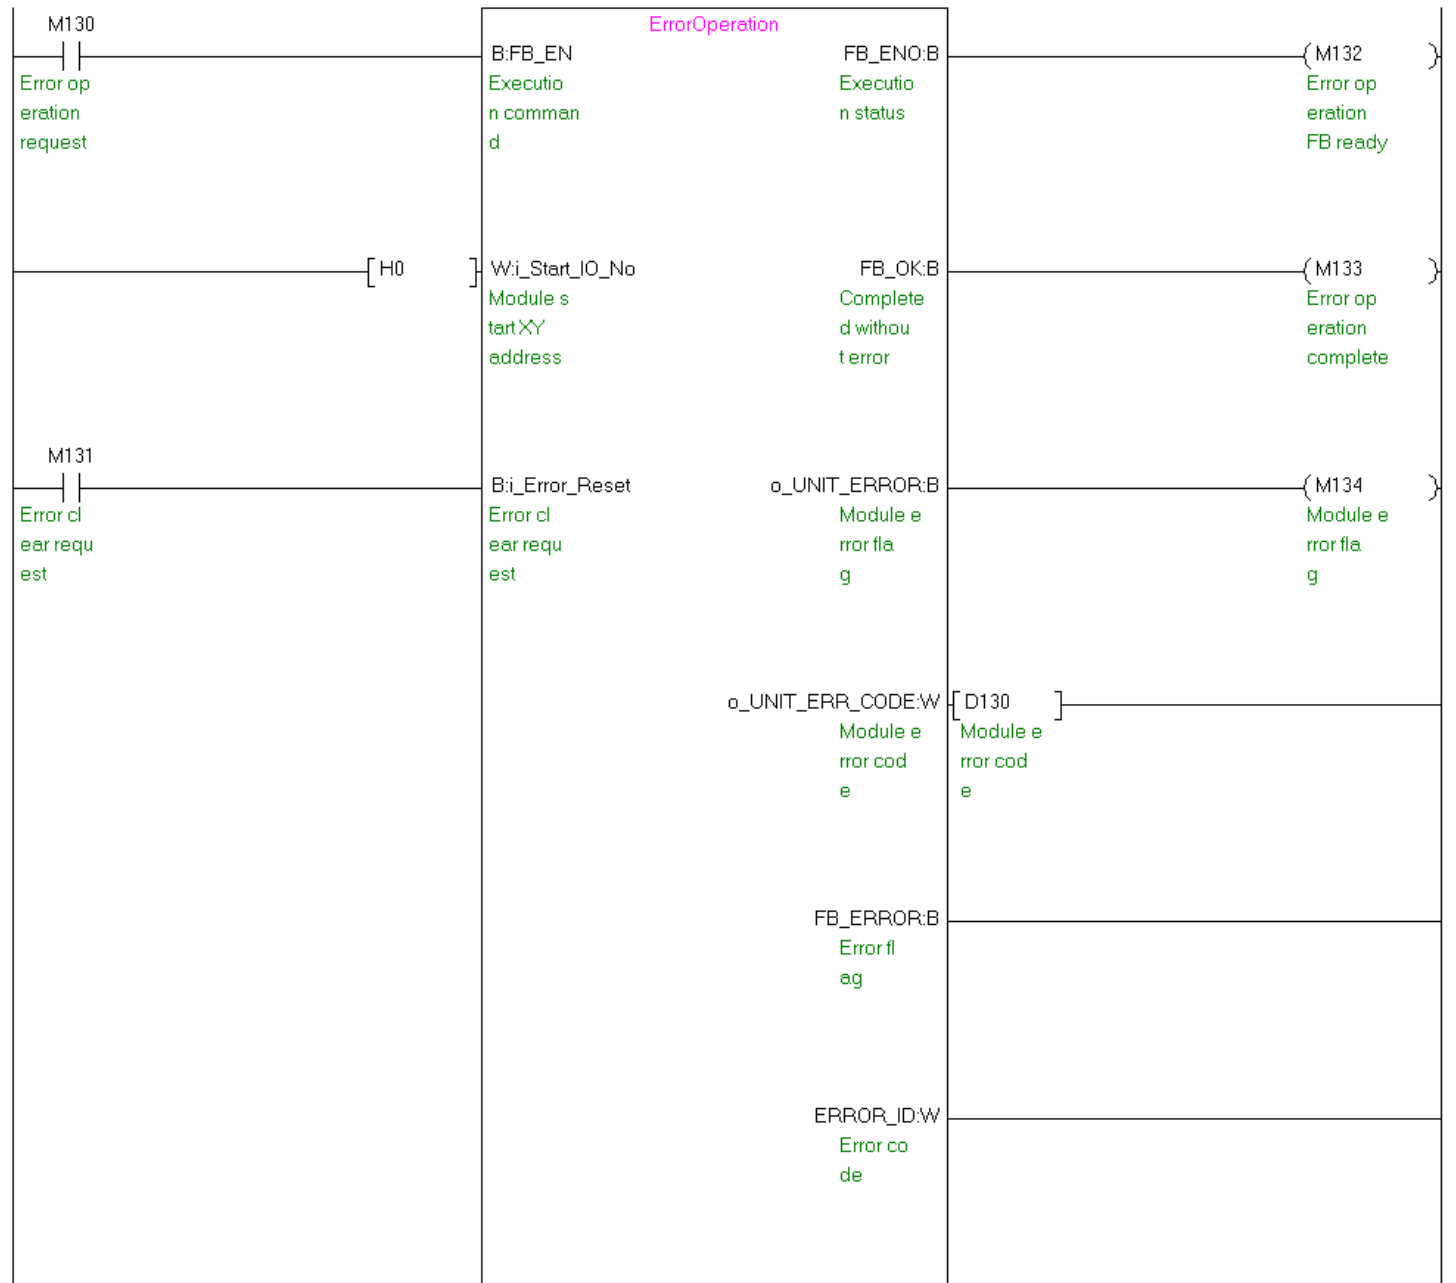 ErrorOperation
M130
B:FB_EN
FB_ENO:B
M132
Error op
eration
request
Executio
n comman
d
Executio
n status
Error op
eration
FB ready
H0
W:i_Start_IO_No
FB_OK:B
M133
Module s
tart XY
address
Complete
d withou
t error
Error op
eration
complete
M131
B:i_Error_Reset
o_UNIT_ERROR:B
M134
Error cl
ear requ
est
Error cl
ear requ
est
Module e
rror fla
g
Module e
rror fla
g
o_UNIT_ERR_CODE:W
D130
Module e
rror cod
e
Module e
rror cod
e
FB_ERROR:B
Error fl
ag
ERROR_ID:W
Error co
de